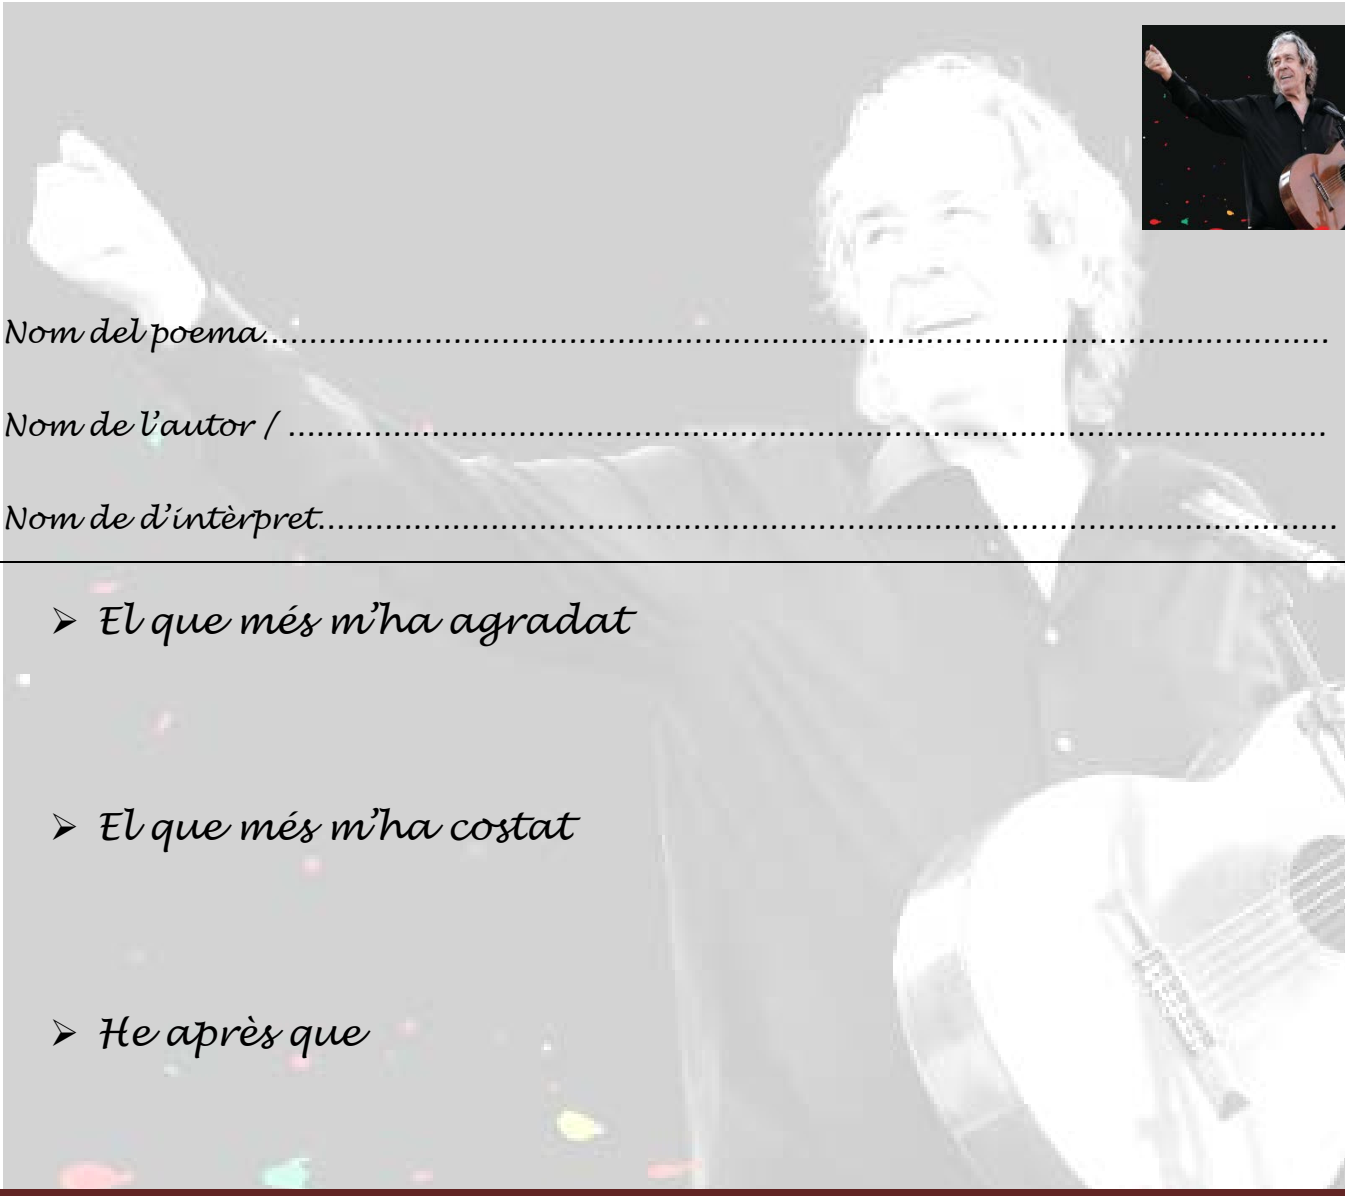 Nom del poema....................................................................................................................
Nom de l'autor / .................................................................................................................
Nom de d'intèrpret...............................................................................................................
➢ El que més m'ha agradat
➢ El que més m'ha costat
➢ He après que